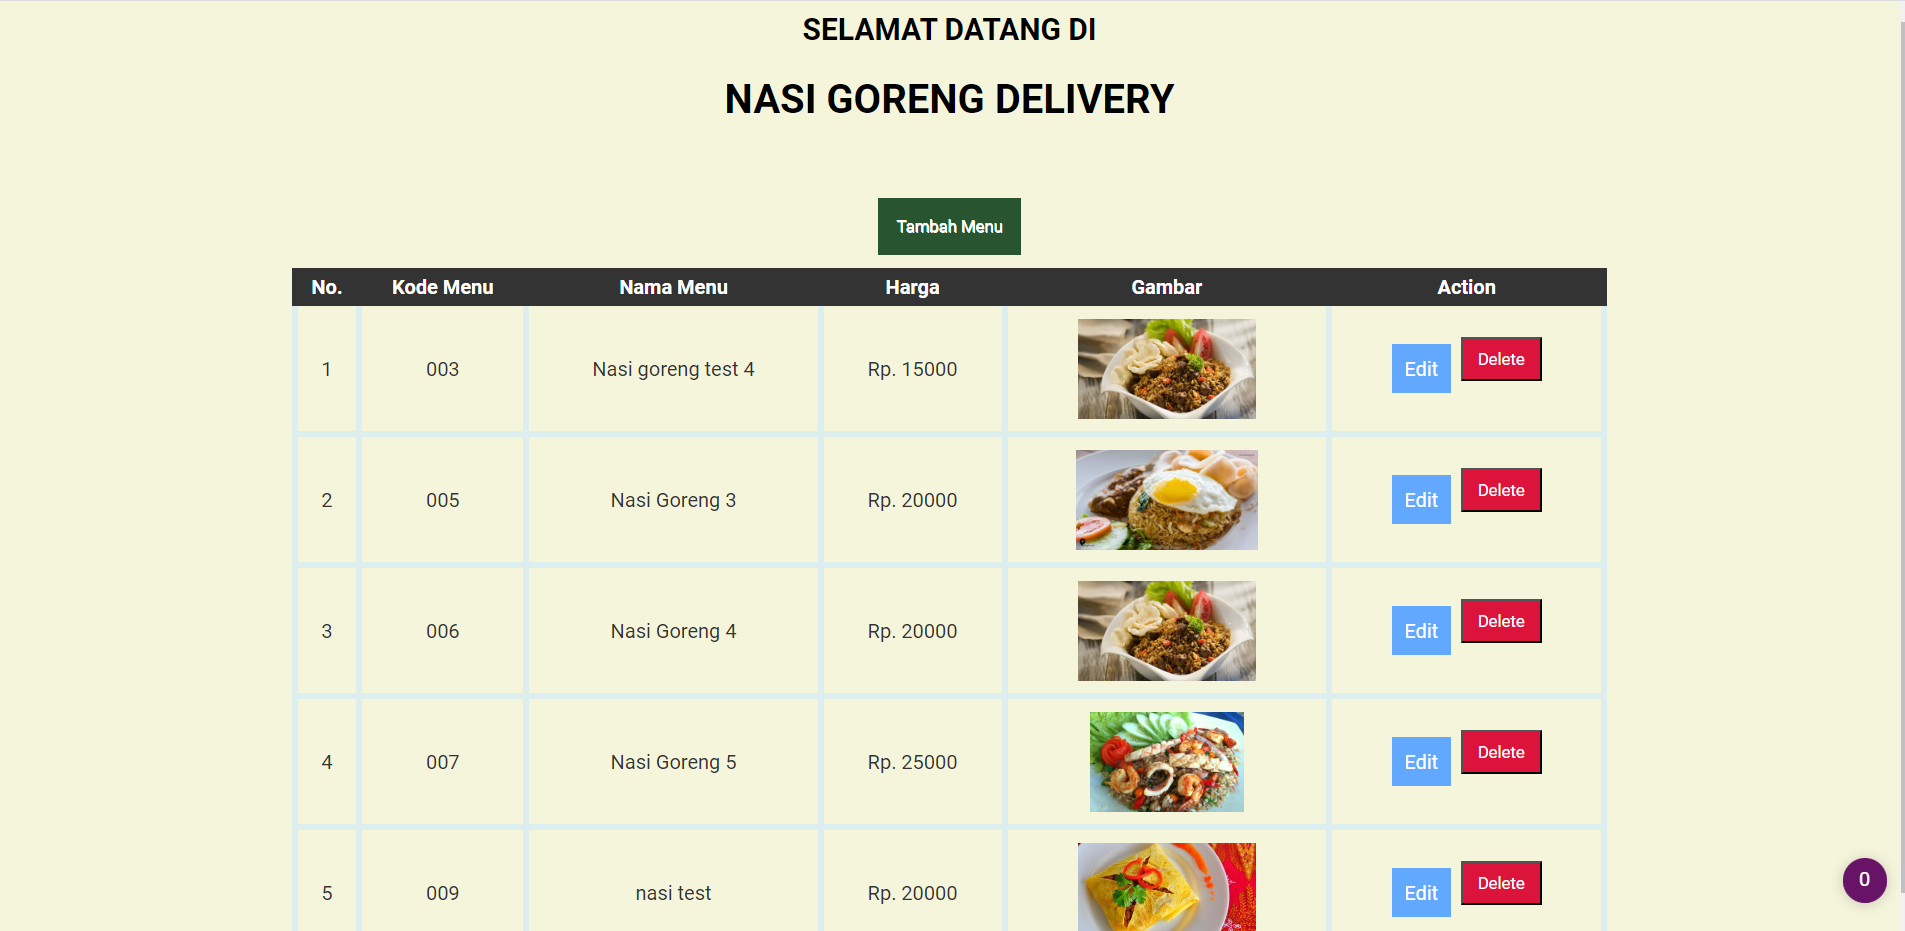 SELAMAT DATANG DI
NASI GORENG DELIVERY
Tambah Menu
No. Kode Menu Nama Menu Harga Gambar Action
1 003 Nasi goreng test 4 Rp. 15000 Edit Delete
2 005 Nasi Goreng 3 Rp. 20000 Edit Delete
3 006 Nasi Goreng 4 Rp. 20000 Edit Delete
4 007 Nasi Goreng 5 Rp. 25000 Edit Delete
5 009 nasi test Rp. 20000 Edit Delete
0